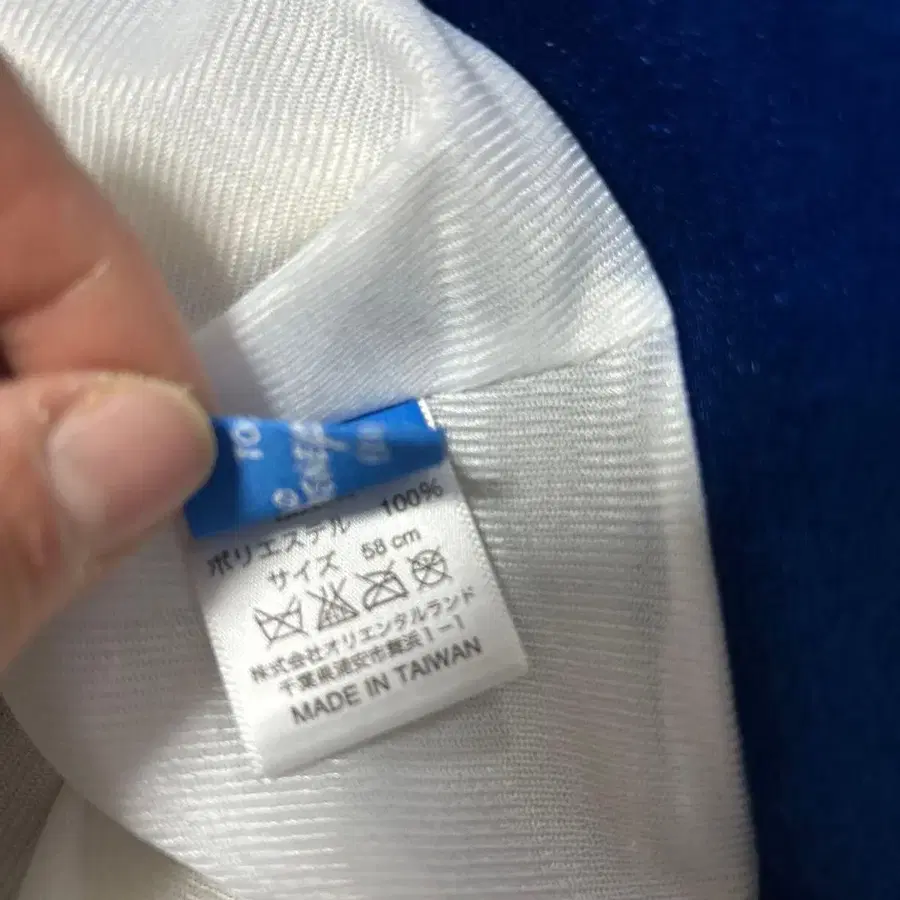 ポリエステル 100%
サイズ 58 cm
株式会社オリエンタルランド
千葉県浦安市舞浜1-1
MADE IN TAIWAN